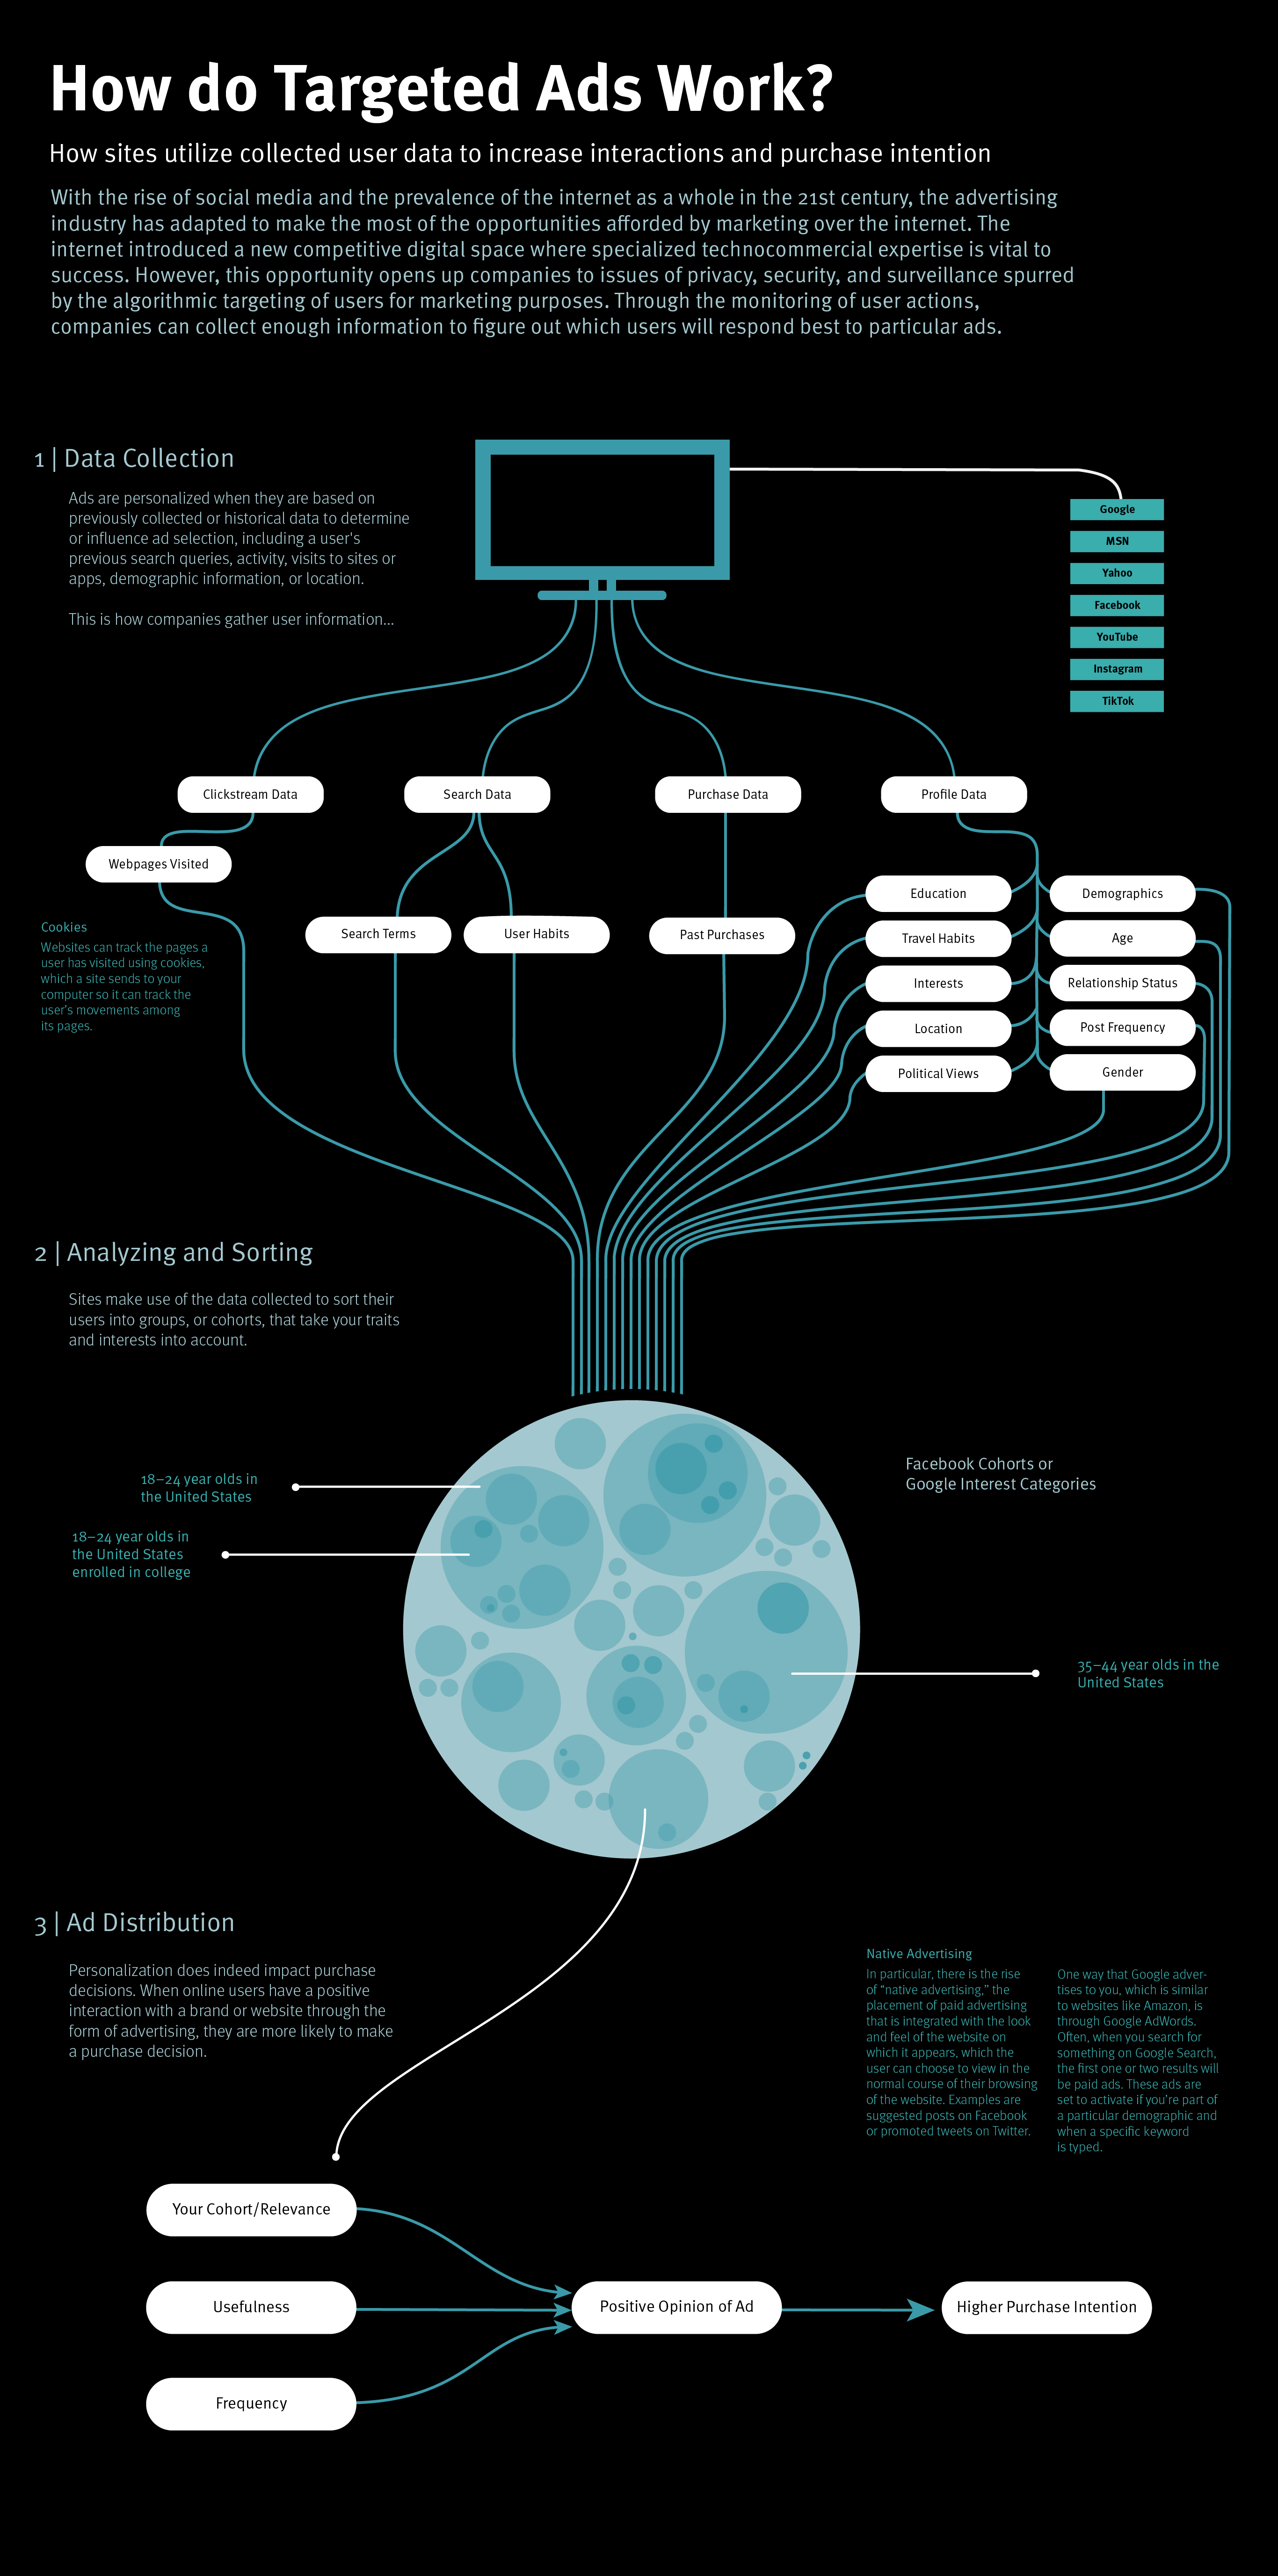 How do Targeted Ads Work?
How sites utilize collected user data to increase interactions and purchase intention
With the rise of social media and the prevalence of the internet as a whole in the 21st century, the advertising
industry has adapted to make the most of the opportunities afforded by marketing over the internet. The
internet introduced a new competitive digital space where specialized technocommercial expertise is vital to
success. However, this opportunity opens up companies to issues of privacy, security, and surveillance spurred
by the algorithmic targeting of users for marketing purposes. Through the monitoring of user actions,
companies can collect enough information to figure out which users will respond best to particular ads.
1 | Data Collection
Ads are personalized when they are based on
previously collected or historical data to determine
or influence ad selection, including a user's
previous search queries, activity, visits to sites or
apps, demographic information, or location.
This is how companies gather user information...
Google
MSN
Yahoo
Facebook
YouTube
Instagram
TikTok
Clickstream Data
Search Data
Purchase Data
Profile Data
Webpages Visited
Cookies
Websites can track the pages a
user has visited using cookies,
which a site sends to your
computer so it can track the
user's movements among
its pages.
Search Terms
User Habits
Past Purchases
Education
Travel Habits
Interests
Location
Political Views
Demographics
Age
Relationship Status
Post Frequency
Gender
2 | Analyzing and Sorting
Sites make use of the data collected to sort their
users into groups, or cohorts, that take your traits
and interests into account.
18–24 year olds in
the United States
18–24 year olds in
the United States
enrolled in college
Facebook Cohorts or
Google Interest Categories
35–44 year olds in the
United States
3 | Ad Distribution
Personalization does indeed impact purchase
decisions. When online users have a positive
interaction with a brand or website through the
form of advertising, they are more likely to make
a purchase decision.
Native Advertising
In particular, there is the rise
of “native advertising,” the
placement of paid advertising
that is integrated with the look
and feel of the website on
which it appears, which the
user can choose to view in the
normal course of their browsing
of the website. Examples are
suggested posts on Facebook
or promoted tweets on Twitter.
One way that Google adver-
tises to you, which is similar
to websites like Amazon, is
through Google AdWords.
Often, when you search for
something on Google Search,
the first one or two results will
be paid ads. These ads are
set to activate if you're part of
a particular demographic and
when a specific keyword
is typed.
Your Cohort/Relevance
Usefulness
Frequency
Positive Opinion of Ad
Higher Purchase Intention